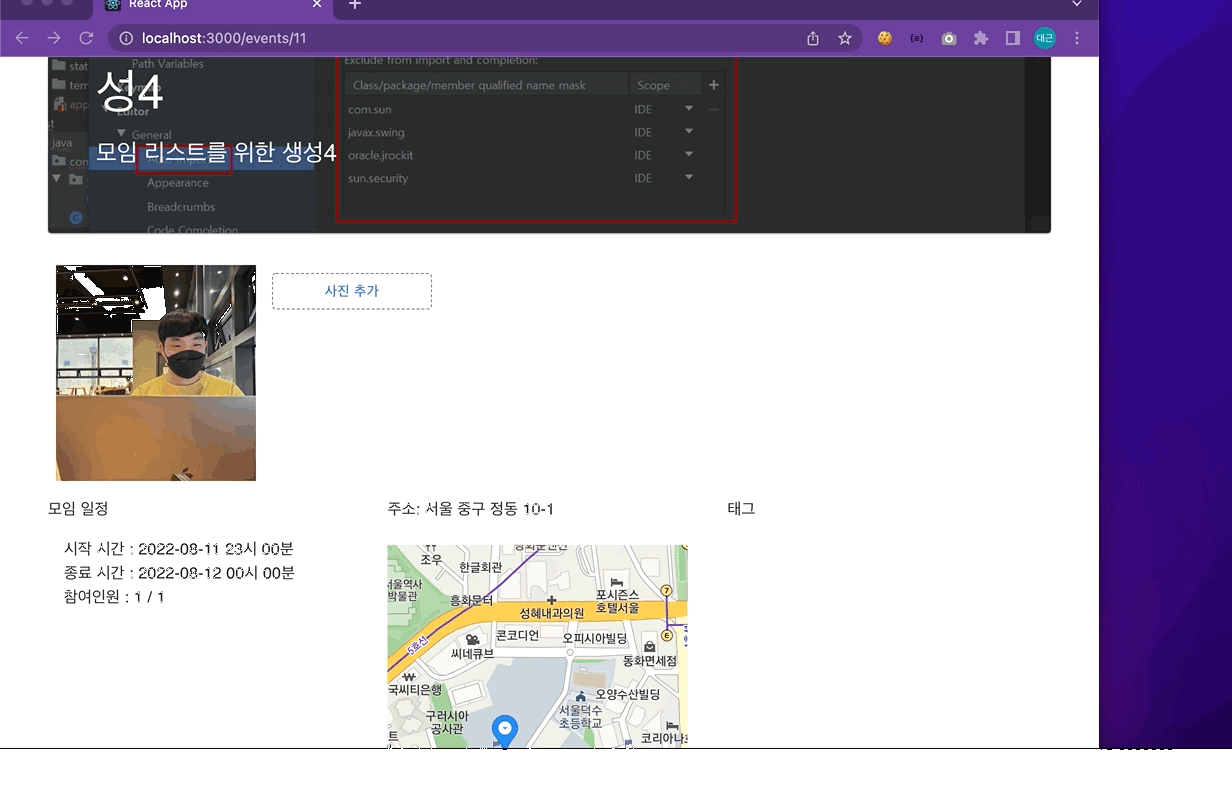 React App
localhost:3000/events/11
대근
stat
Path Variables
Exclude from import and completion:
Class/package/member qualified name mask
Scope
성4
Editor
com.sun
IDE
General
javax.swing
IDE
java
모임 리스트를 위한 생성4
oracle.jrockit
IDE
Appearance
sun.security
IDE
Breadcrumbs
Code Completion
사진 추가
모임 일정
주소: 서울 중구 정동 10-1
태그
시작 시간 : 2022-08-11 23시 00분
종료 시간 : 2022-08-12 00시 00분
참여인원 : 1 / 1
조우
한글회관
서울역사
박물관
흥화문터
포시즌스
호텔서울
7
성혜내과의원
5호선
콘코디언
오피시아빌딩
E
씨네큐브
동화면세점
국씨티은행
오양수산빌딩
구러시아
공사관
서울덕수
초등학교
코리아나